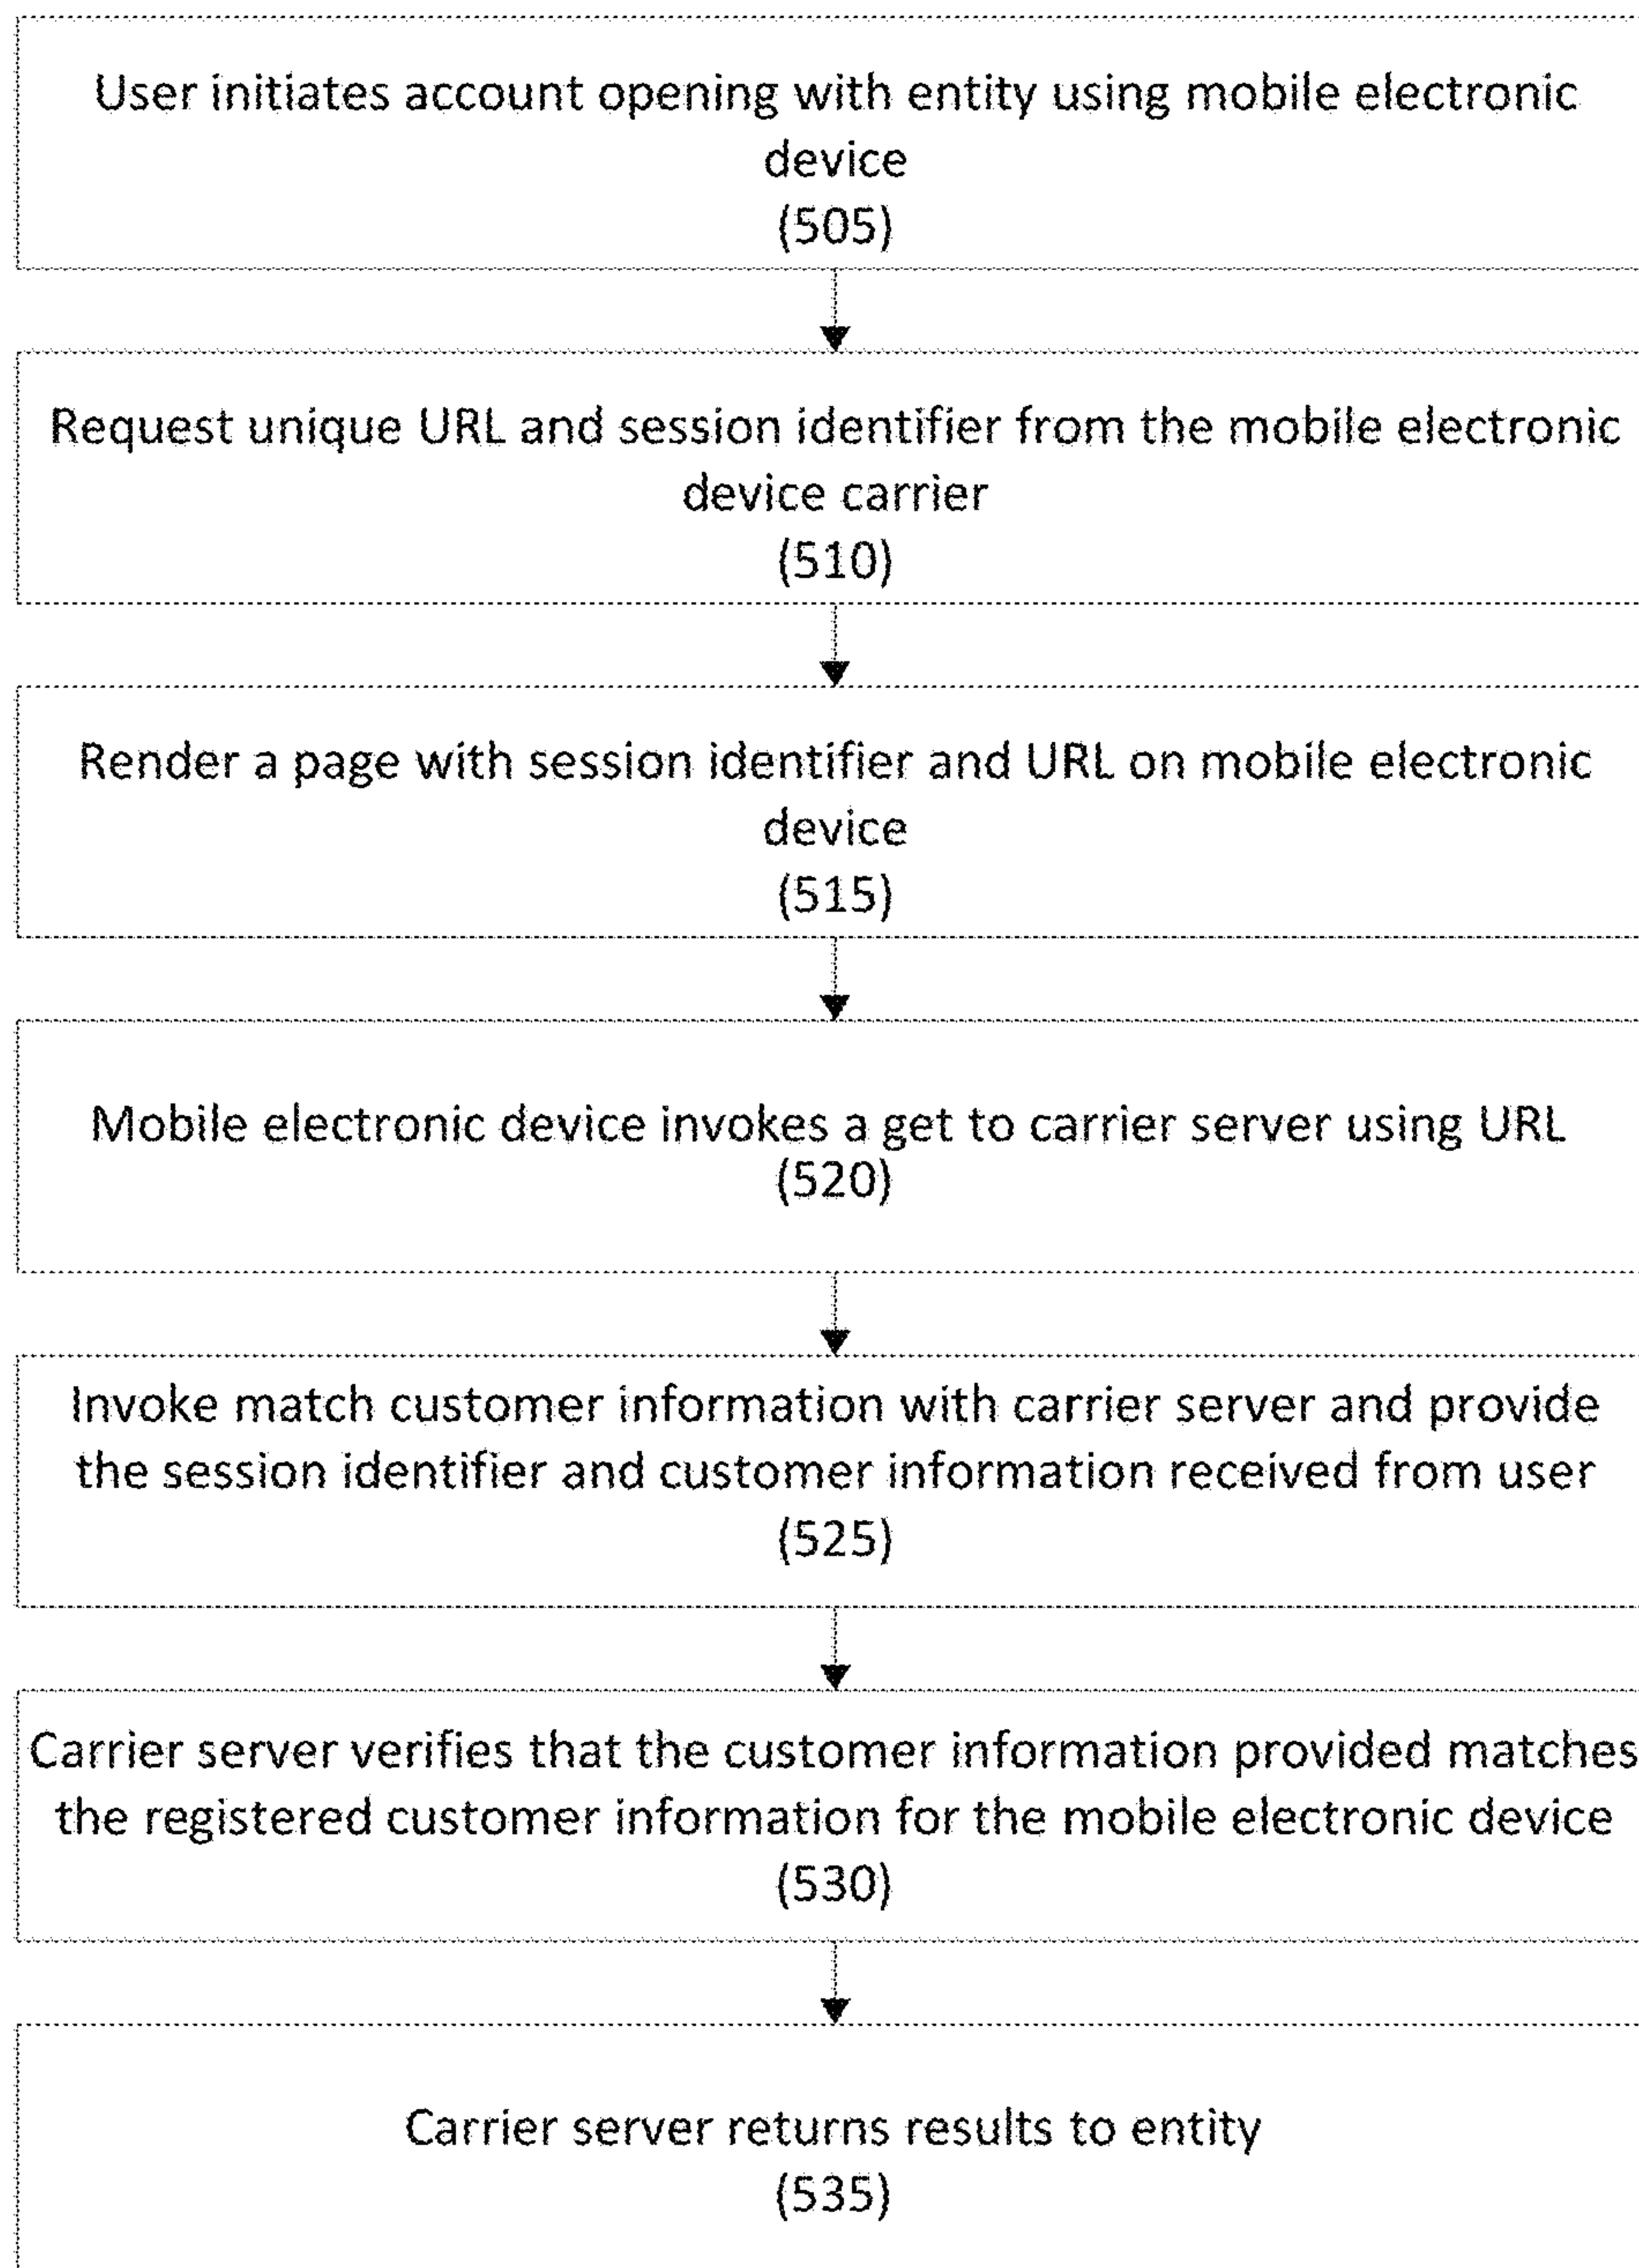 User initiates account opening with entity using mobile electronic
device
(505)
Request unique URL and session identifier from the mobile electronic
device carrier
(510)
Render a page with session identifier and URL on mobile electronic
device
(515)
Mobile electronic device invokes a get to carrier server using URL
(520)
Invoke match customer information with carrier server and provide
the session identifier and customer information received from user
(525)
Carrier server verifies that the customer information provided matches
the registered customer information for the mobile electronic device
(530)
Carrier server returns results to entity
(535)